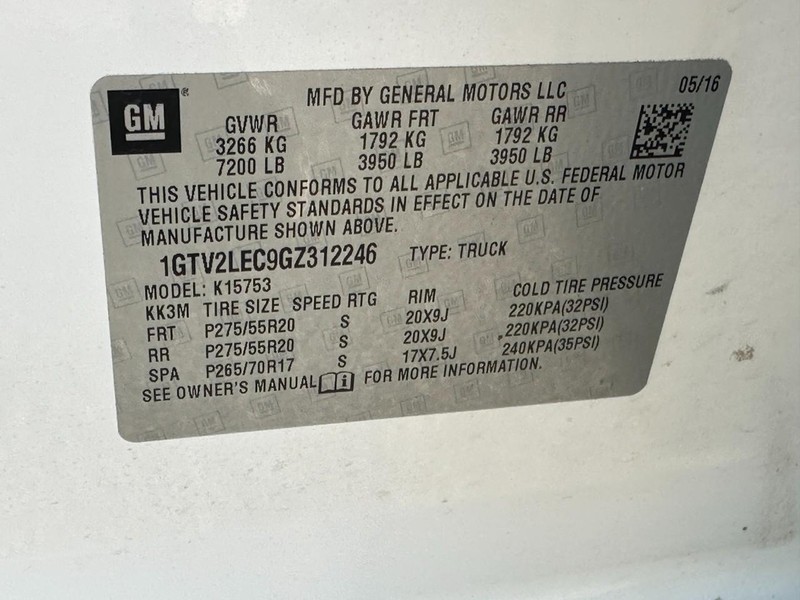 GM®
MFD BY GENERAL MOTORS LLC
05/16
GVWR GAWR FRT GAWR RR
3266 KG 1792 KG 1792 KG
7200 LB 3950 LB 3950 LB
THIS VEHICLE CONFORMS TO ALL APPLICABLE U.S. FEDERAL MOTOR
VEHICLE SAFETY STANDARDS IN EFFECT ON THE DATE OF
MANUFACTURE SHOWN ABOVE.
1GTV2LEC9GZ312246 TYPE: TRUCK
MODEL: K15753
KK3M TIRE SIZE SPEED RTG RIM COLD TIRE PRESSURE
FRT P275/55R20 S 20X9J 220KPA(32PSI)
RR P275/55R20 S 20X9J 220KPA(32PSI)
SPA P265/70R17 S 17X7.5J 240KPA(35PSI)
SEE OWNER'S MANUAL FOR MORE INFORMATION.